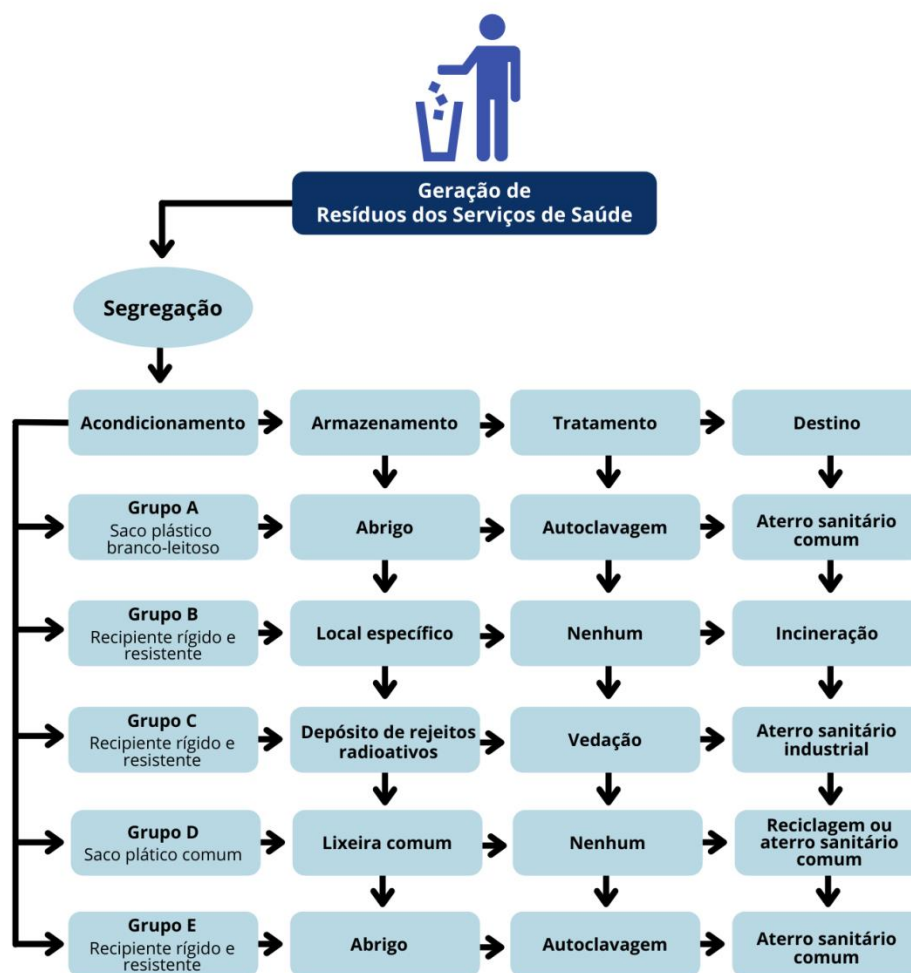 Geração de
Resíduos dos Serviços de Saúde
Segregação
Acondicionamento
Armazenamento
Tratamento
Destino
Grupo A
Saco plástico
branco-leitoso
Abrigo
Autoclavagem
Aterro sanitário
comum
Grupo B
Recipiente rígido e
resistente
Local específico
Nenhum
Incineração
Grupo C
Recipiente rígido e
resistente
Depósito de rejeitos
radioativos
Vedação
Aterro sanitário
industrial
Grupo D
Saco plático comum
Lixeira comum
Nenhum
Reciclagem ou
aterro sanitário
comum
Grupo E
Recipiente rígido e
resistente
Abrigo
Autoclavagem
Aterro sanitário
comum